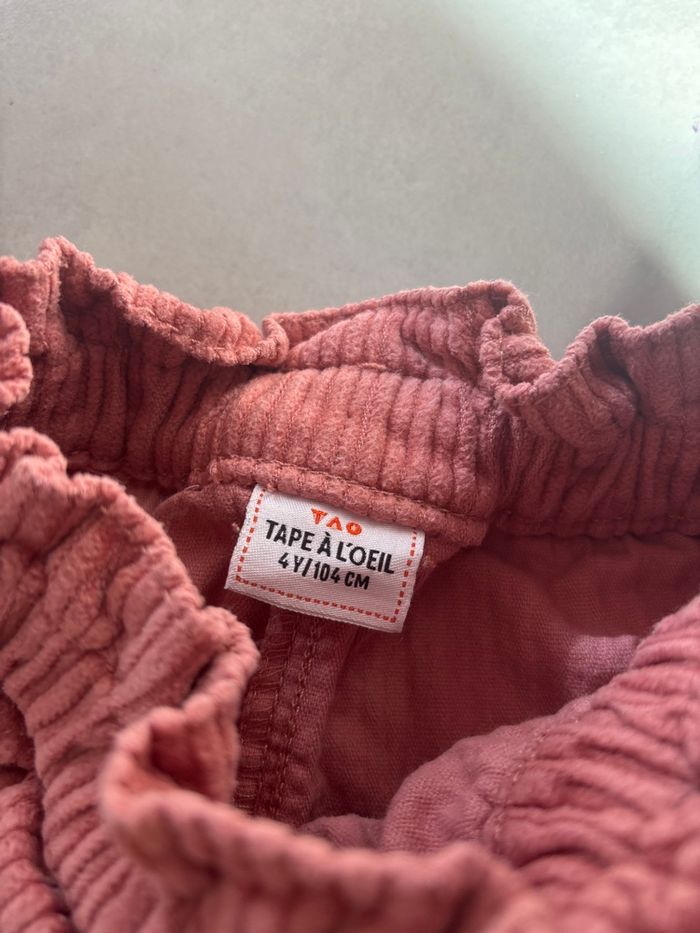 TAO
TAPE À L'OEIL
4Y/104 CM